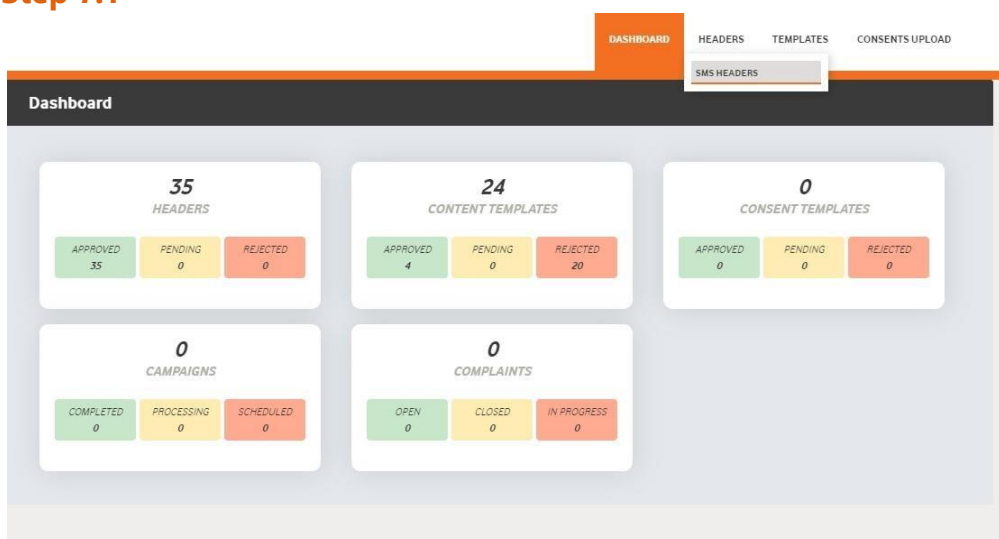 DASHBOARD HEADERS TEMPLATES CONSENTS UPLOAD
SMS HEADERS
Dashboard
35
HEADERS
APPROVED PENDING REJECTED
35 0 0
24
CONTENT TEMPLATES
APPROVED PENDING REJECTED
4 0 20
0
CONSENT TEMPLATES
APPROVED PENDING REJECTED
0 0 0
0
CAMPAIGNS
COMPLETED PROCESSING SCHEDULED
0 0 0
0
COMPLAINTS
OPEN CLOSED IN PROGRESS
0 0 0